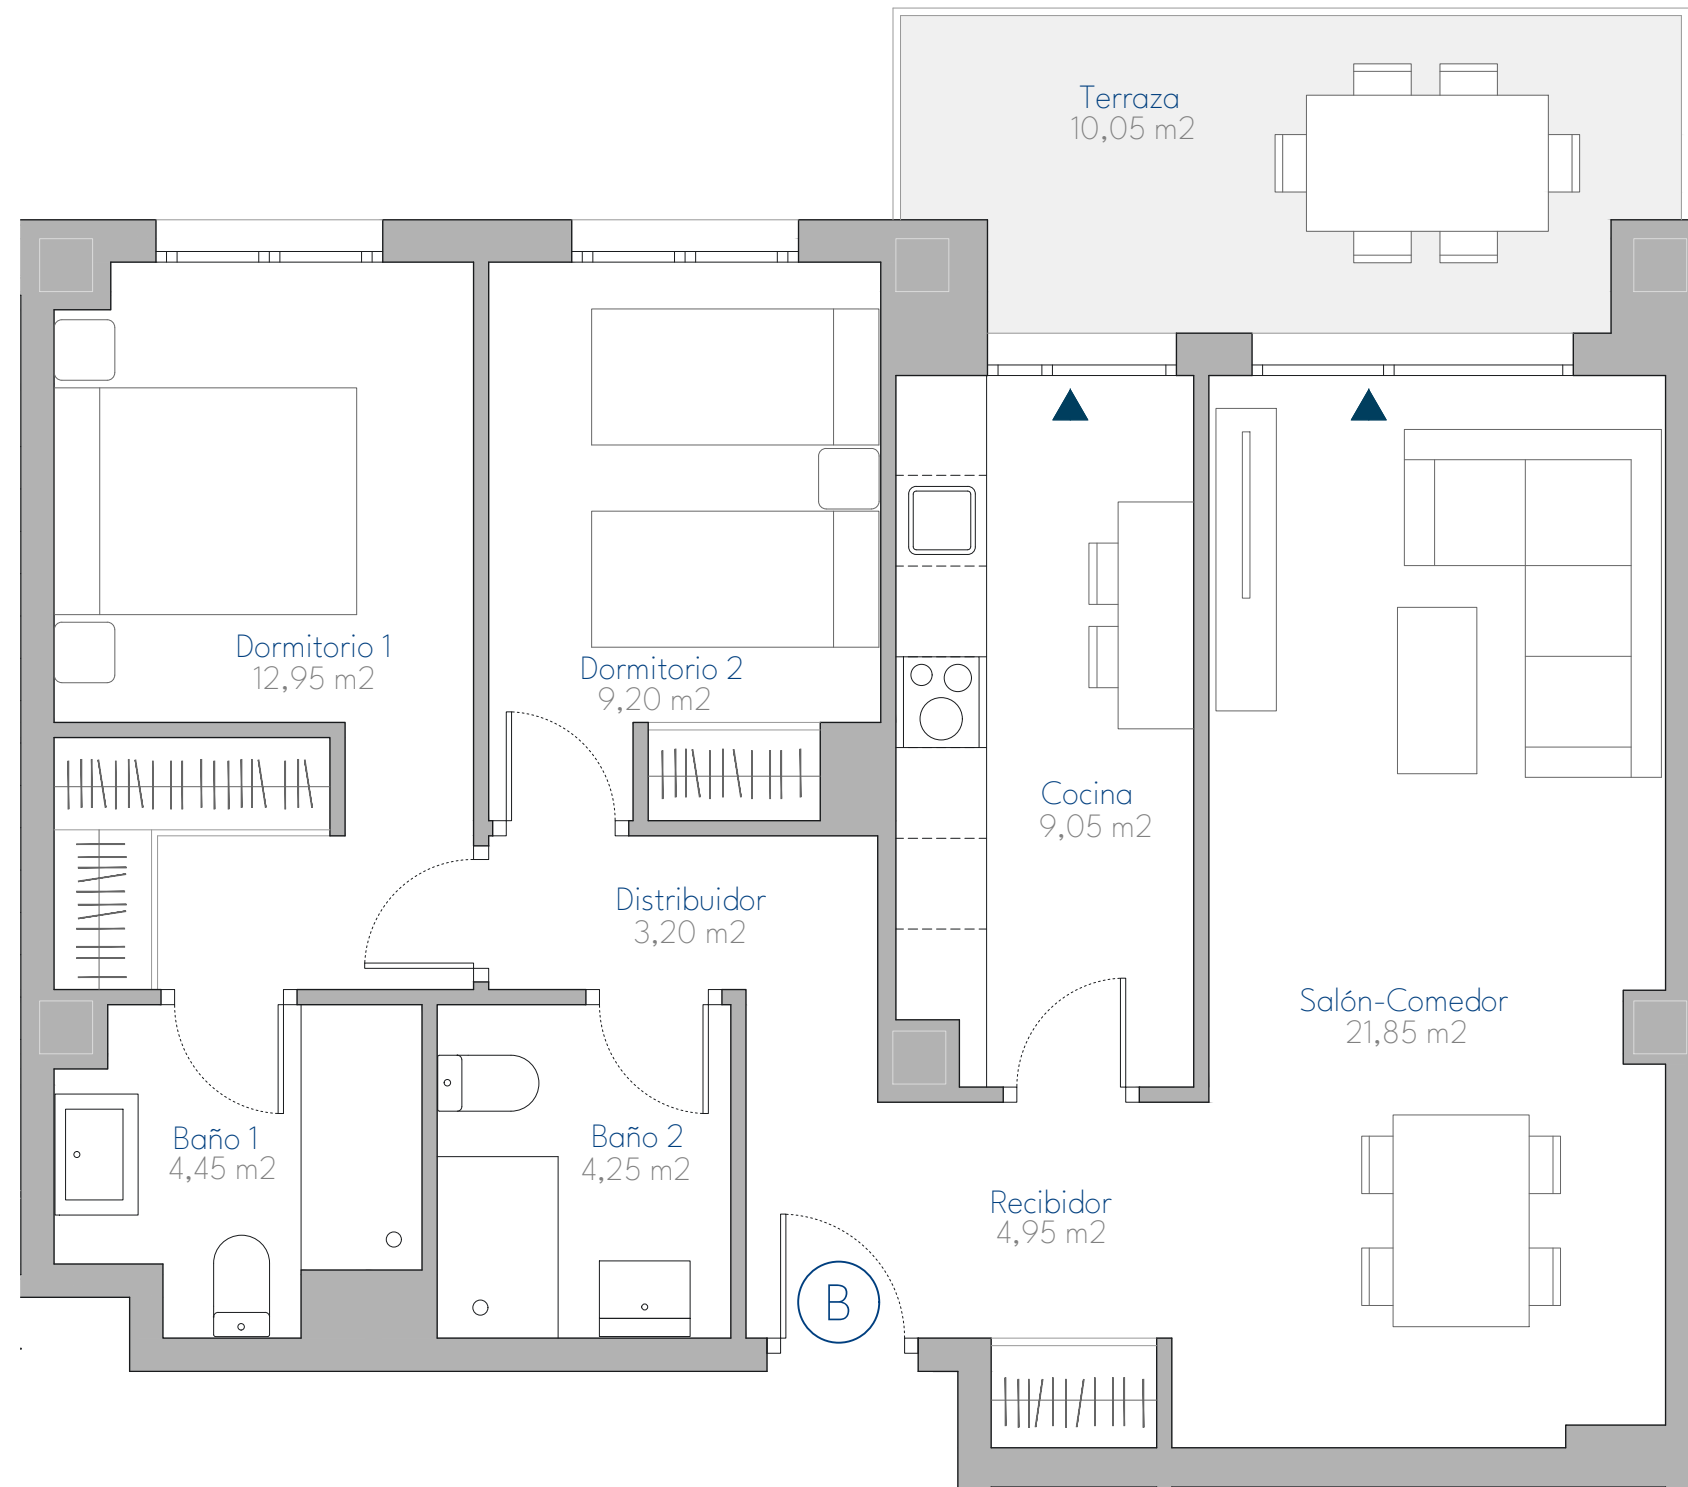 Terraza
10,05 m2
Dormitorio 1
12,95 m2
Dormitorio 2
9,20 m2
Cocina
9,05 m2
Distribuidor
3,20 m2
Salón-Comedor
21,85 m2
Baño 1
4,45 m2
Baño 2
4,25 m2
Recibidor
4,95 m2
B